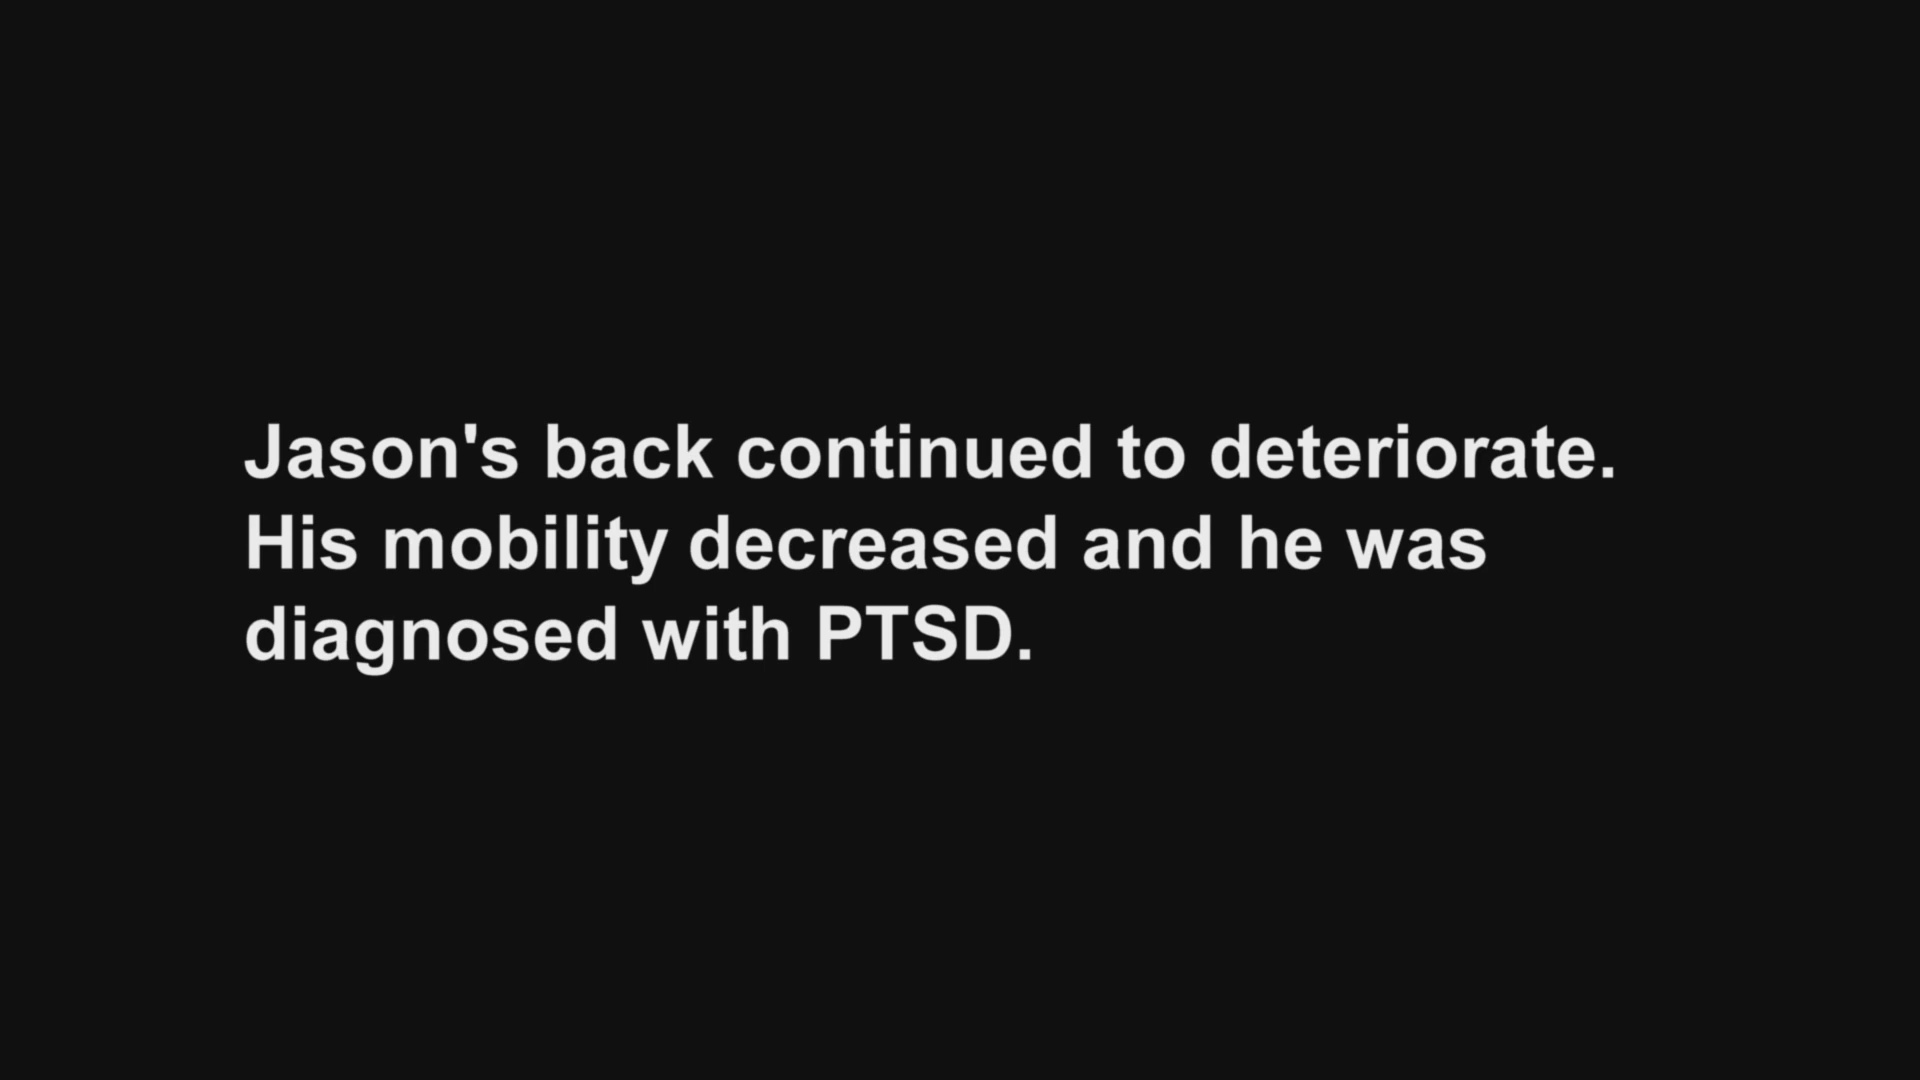 Jason's back continued to deteriorate.
His mobility decreased and he was
diagnosed with PTSD.